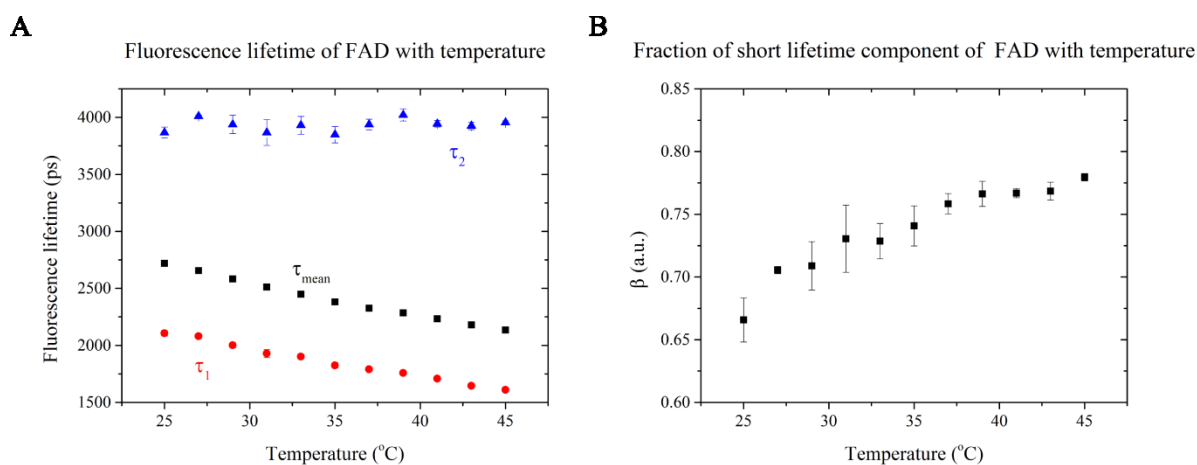 A
Fluorescence lifetime of FAD with temperature
4000
3500
3000
2500
2000
1500
Fluorescence lifetime (ps)
τ2
τmean
τ1
25 30 35 40 45
Temperature (°C)
B
Fraction of short lifetime component of FAD with temperature
0.85
0.80
0.75
0.70
0.65
0.60
β (a.u.)
25 30 35 40 45
Temperature (°C)